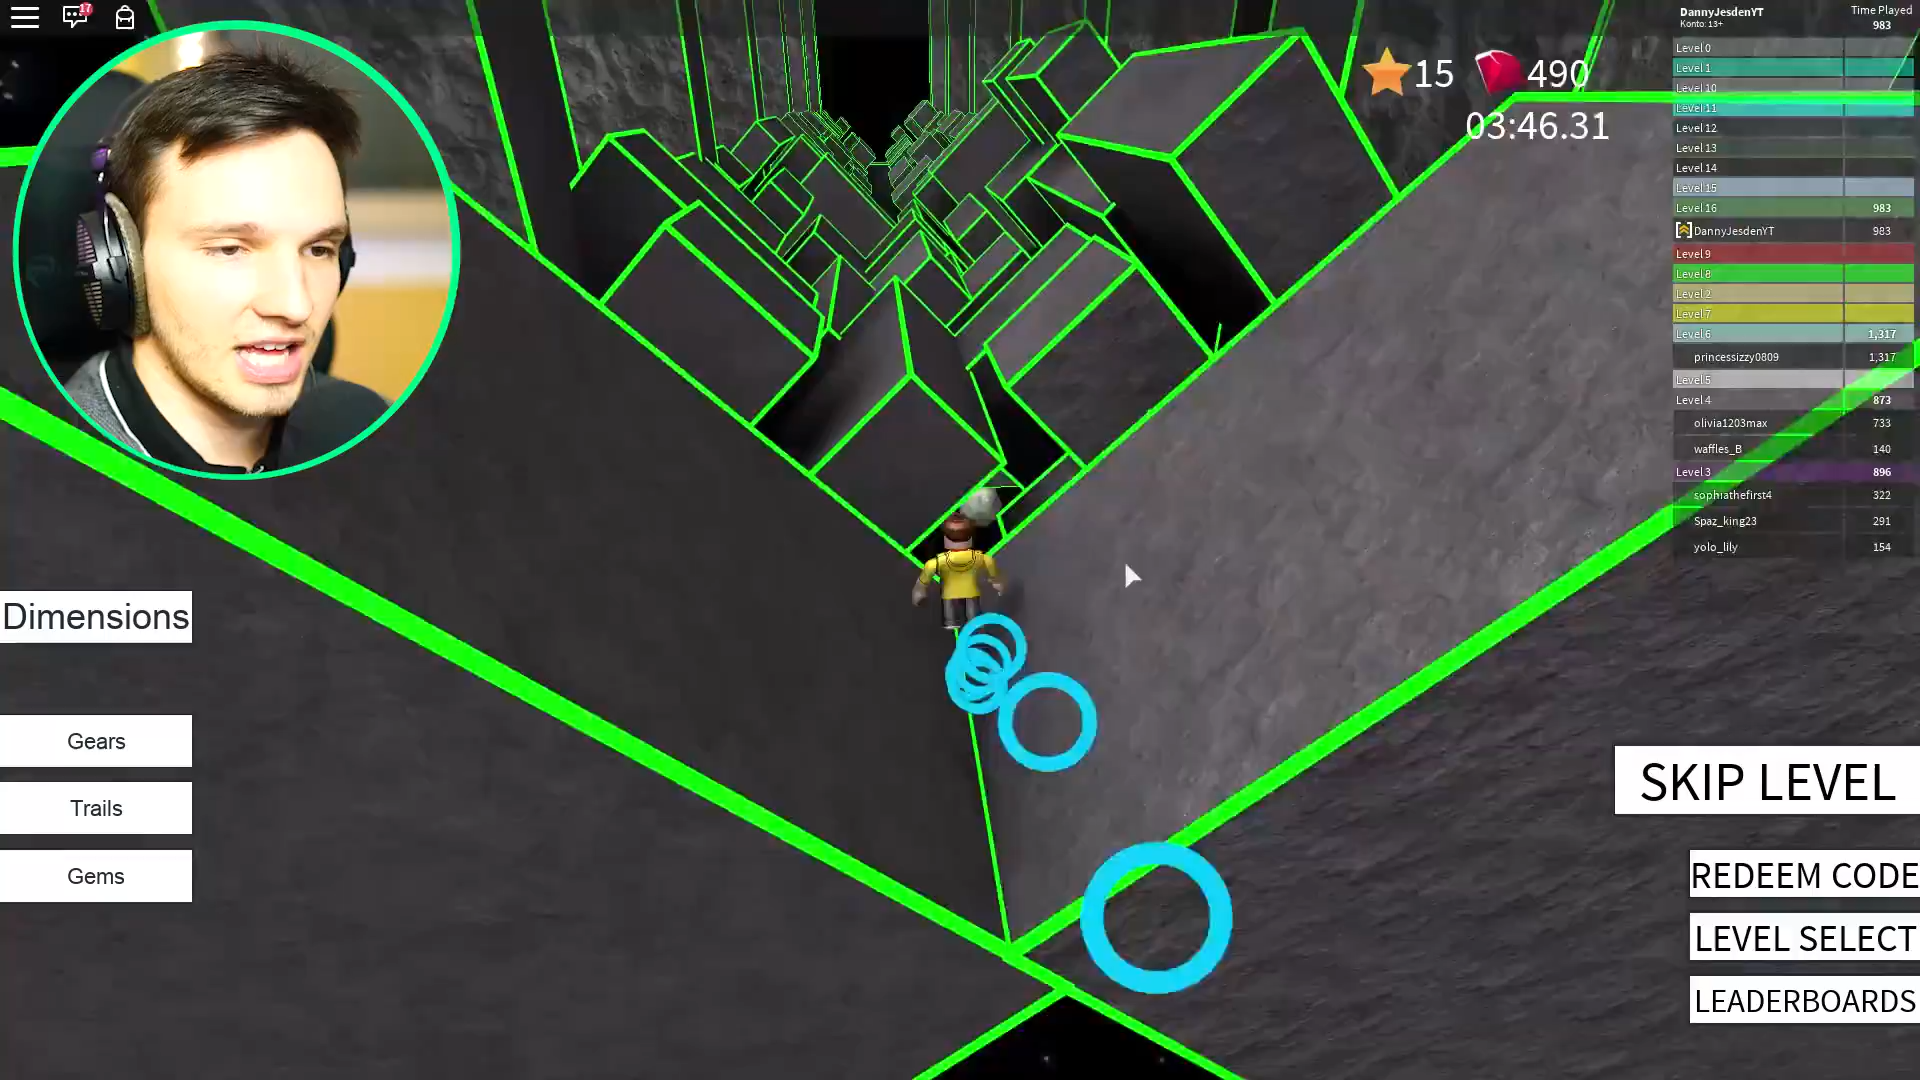 17
DannyJesdenYT
Konto: 13+
Time Played
983
15
490
03:46.31
Level 0
Level 1
Level 10
Level 11
Level 12
Level 13
Level 14
Level 15
Level 16 983
DannyJesdenYT 983
Level 9
Level 8
Level 2
Level 7
Level 6 1,317
princessizzy0809 1,317
Level 5
Level 4 873
olivia1203max 733
waffles_B 140
Level 3 896
sophiathefirst4 322
Spaz_king23 291
yolo_lily 154
Dimensions
Gears
Trails
Gems
SKIP LEVEL
REDEEM CODE
LEVEL SELECT
LEADERBOARDS